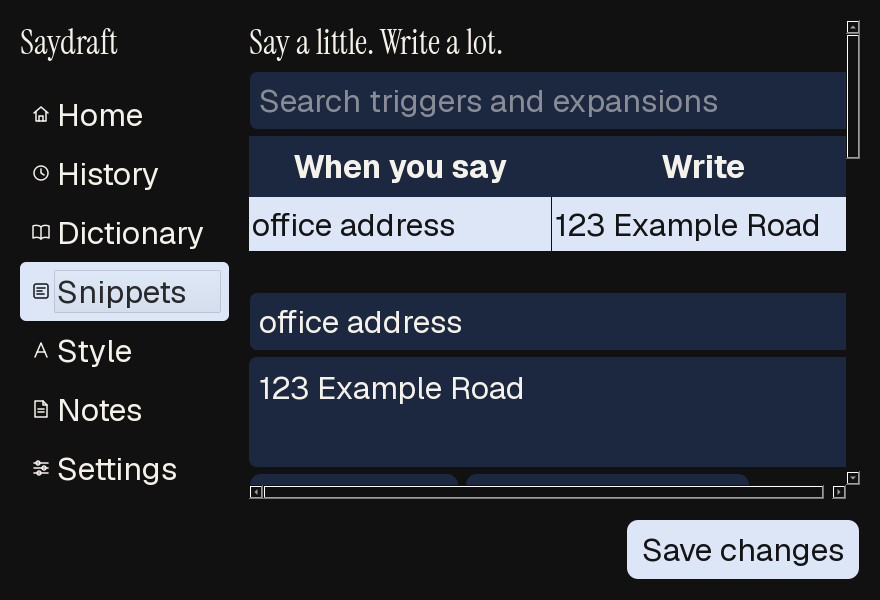 Saydraft
Home
History
Dictionary
Snippets
Style
Notes
Settings
Say a little. Write a lot.
Search triggers and expansions
When you say Write
office address 123 Example Road
office address
123 Example Road
Save changes